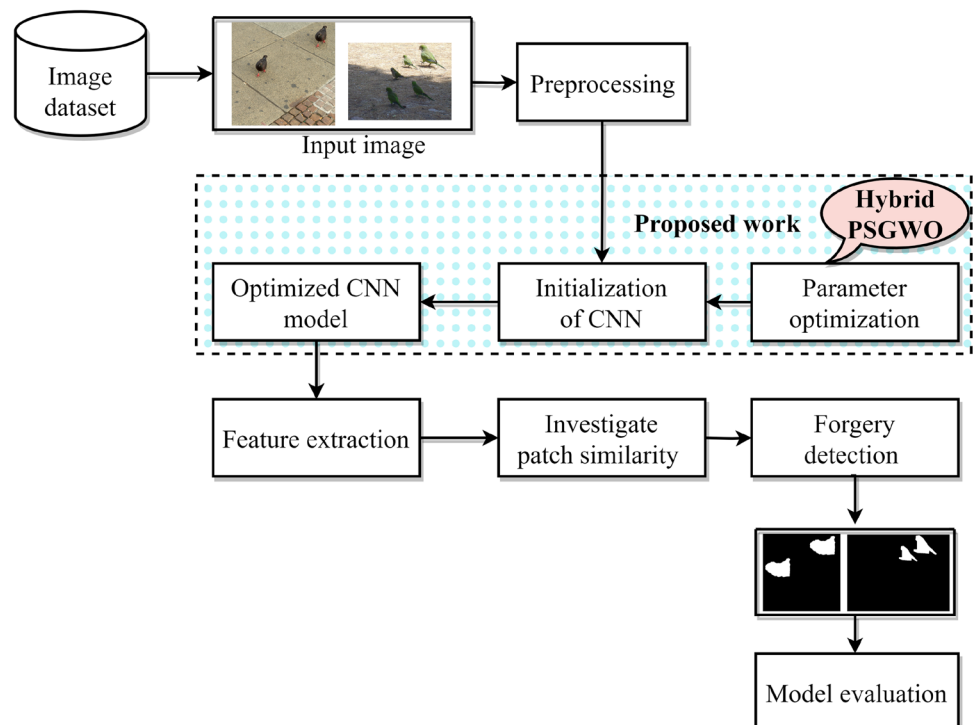 Image
dataset
Input image
Preprocessing
Proposed work
Hybrid
PSGWO
Optimized CNN
model
Initialization
of CNN
Parameter
optimization
Feature extraction
Investigate
patch similarity
Forgery
detection
Model evaluation